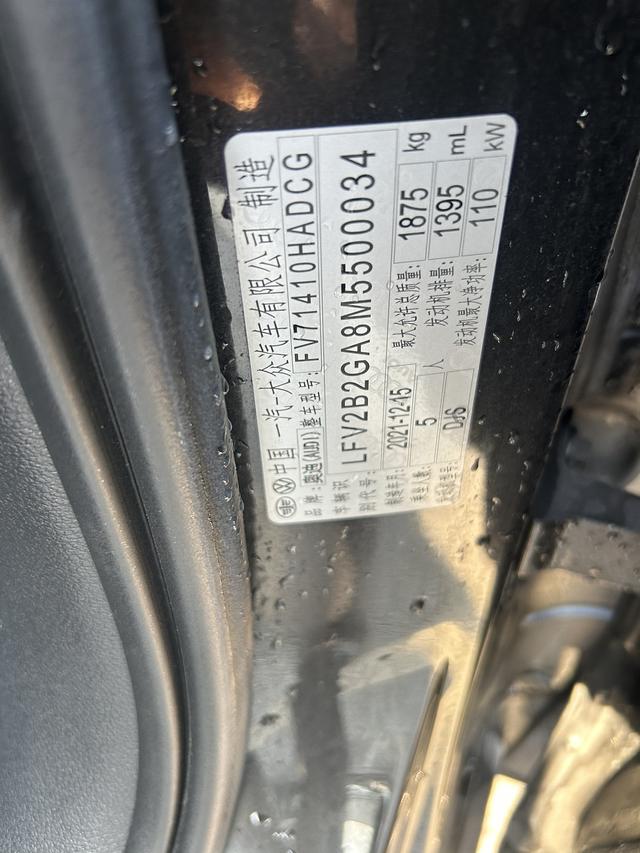 中国 一汽-大众汽车有限公司 制造
品牌: 奥迪(AUDI) 整车型号: FV71410HADCG
车辆识别代号: LFV2B2GA8M5500034
制造年月: 2021-12-15 最大允许总质量: 1875 kg
乘坐人数: 5 人 发动机排量: 1395 mL
发动机型号: DJS 发动机最大净功率: 110 kW